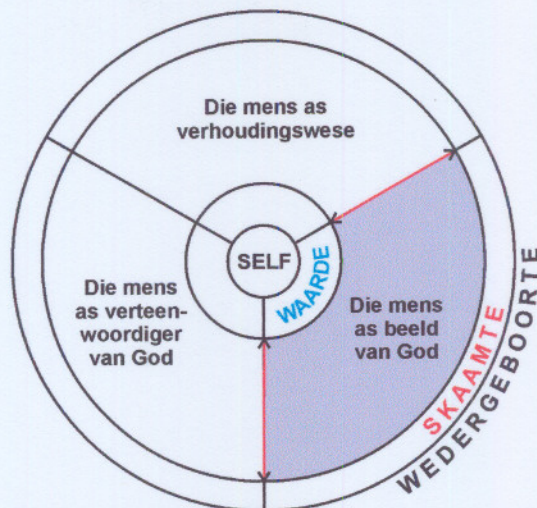 Die mens as
verhoudingswese
SELF
WAARDE
Die mens
as verteen-
woordiger
van God
Die mens
as beeld
van God
SKAAMTE
WEDERGEBOORTE